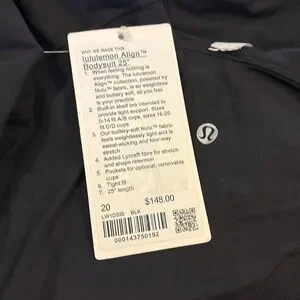 WHY WE MADE THIS
lululemon Align™
Bodysuit 25"
1. When feeling nothing is
everything. The lululemon
Align™ collection, powered by
Nulu™ fabric, is so weightless
and buttery soft, all you feel
is your practice
2. Built-in shelf bra intended to
provide light support. Sizes
0-14 fit A/B cups, sizes 16-20
fit C/D cups
3. Our buttery-soft Nulu™ fabric
feels weightlessly light and is
sweat-wicking and four-way
stretch
4. Added Lycra® fibre for stretch
and shape retention
5. Pockets for optional, removable
cups
6. Tight fit
7. 25" length
20 $148.00
LW1DSIS BLK
000143750192